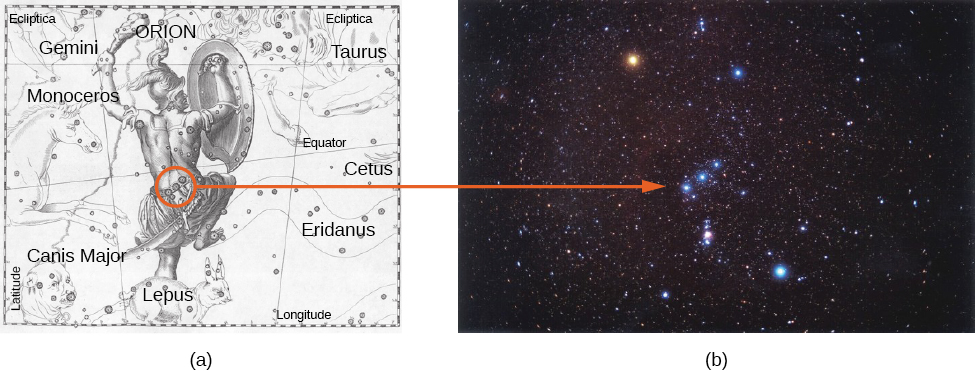 Ecliptica
Ecliptica
ORION
Gemini
Taurus
Monoceros
Equator
Cetus
Eridanus
Canis Major
Latitude
Lepus
Longitude
(a)
(b)